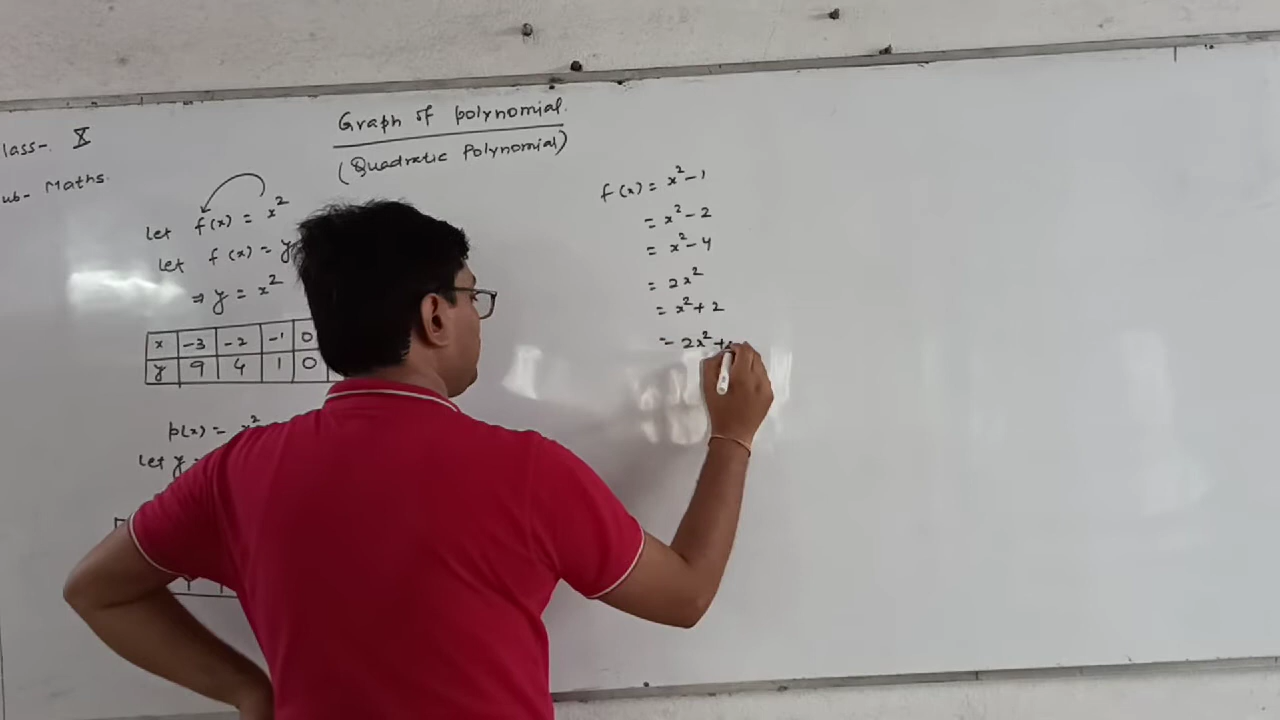 lass- X
ub- Maths.
Graph of polynomial.
(Quadratic Polynomial)
let f(x) = x²
let f(x) = y
⇒ y = x²
x -3 -2 -1 0
y 9 4 1 0
p(x) = x²
let y =
f(x) = x²-1
= x²-2
= x²-4
= 2x²
= x²+2
= 2x²+